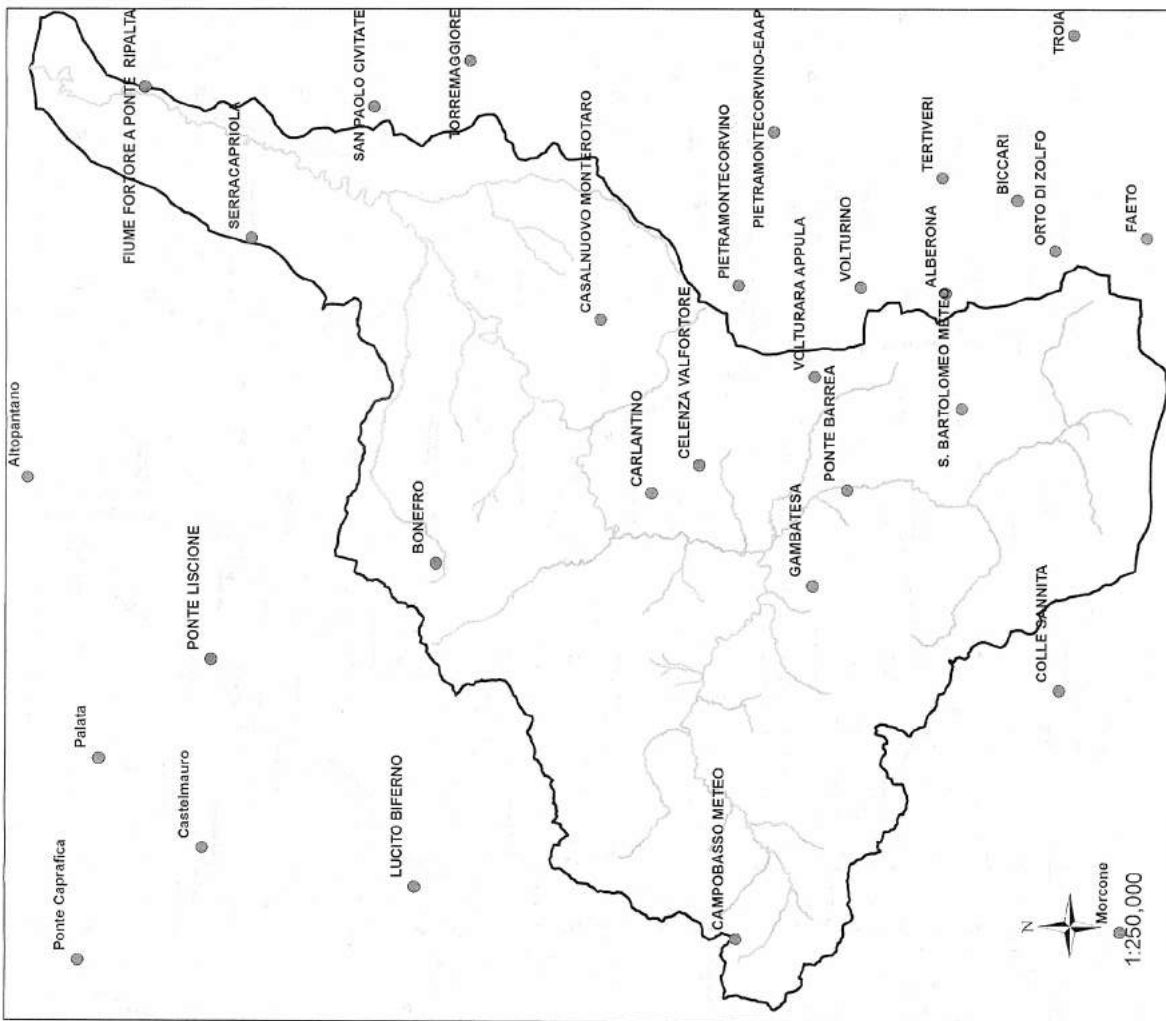 Altopantano
Palata
Ponte Caprafica
Castelmauro
PONTE LISCIONE
LUCITO BIFERNO
BONEFRO
FIUME FORTORE A PONTE RIPALTA
SERRACAPRIOLA
SAN PAOLO CIVITATE
TORREMAGGIORE
CASALNUOVO MONTEROTARO
CARLANTINO
CELENZA VALFORTORE
PIETRAMONTECORVINO
PIETRAMONTECORVINO-EAAP
VOLTURARA APPULA
VOLTURINO
PONTE BARREA
GAMBATESA
CAMPOBASSO METEO
ALBERONA
TERTIVERI
S. BARTOLOMEO METEO
BICCARI
ORTO DI ZOLFO
TROIA
FAETO
COLLE SANNITA
N
Morcone
1:250,000